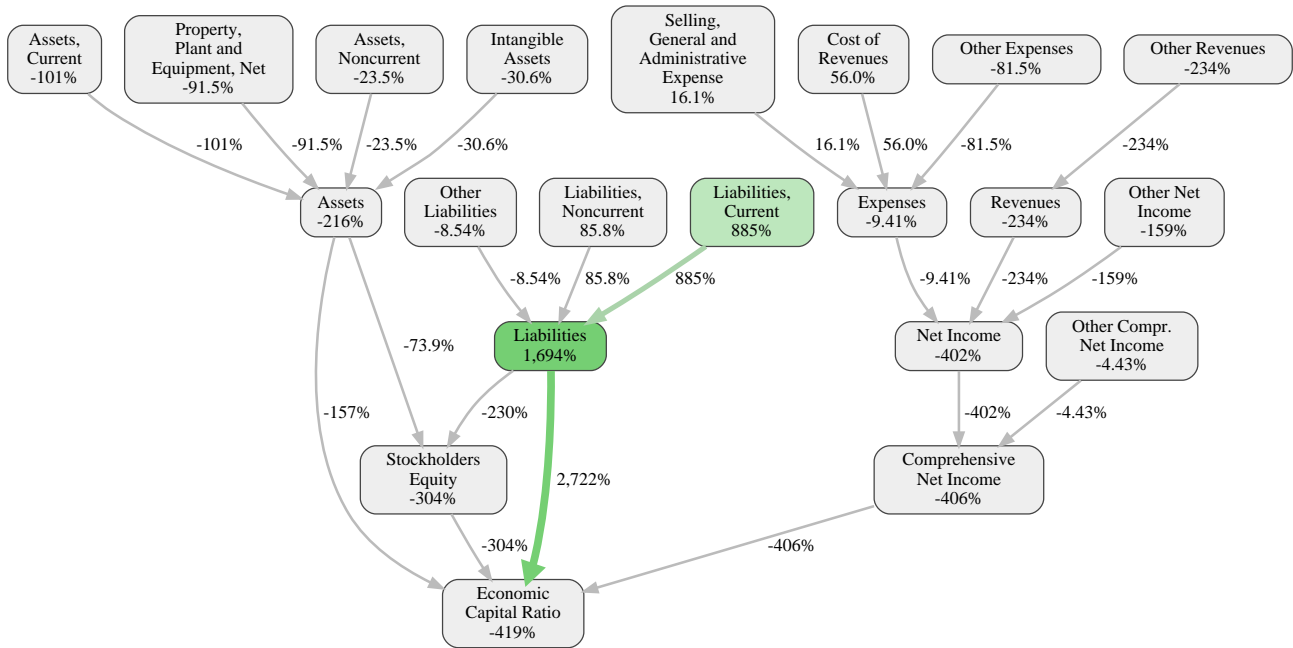 Assets,
Current
-101%
Property,
Plant and
Equipment, Net
-91.5%
Assets,
Noncurrent
-23.5%
Intangible
Assets
-30.6%
Selling,
General and
Administrative
Expense
16.1%
Cost of
Revenues
56.0%
Other Expenses
-81.5%
Other Revenues
-234%
-101%
-91.5%
-23.5%
-30.6%
16.1%
56.0%
-81.5%
-234%
Assets
-216%
Other
Liabilities
-8.54%
Liabilities,
Noncurrent
85.8%
Liabilities,
Current
885%
Expenses
-9.41%
Revenues
-234%
Other Net
Income
-159%
-8.54%
85.8%
885%
-9.41%
-234%
-159%
-73.9%
Liabilities
1,694%
Net Income
-402%
Other Compr.
Net Income
-4.43%
-157%
-230%
-402%
-4.43%
Stockholders
Equity
-304%
2,722%
Comprehensive
Net Income
-406%
-304%
-406%
Economic
Capital Ratio
-419%